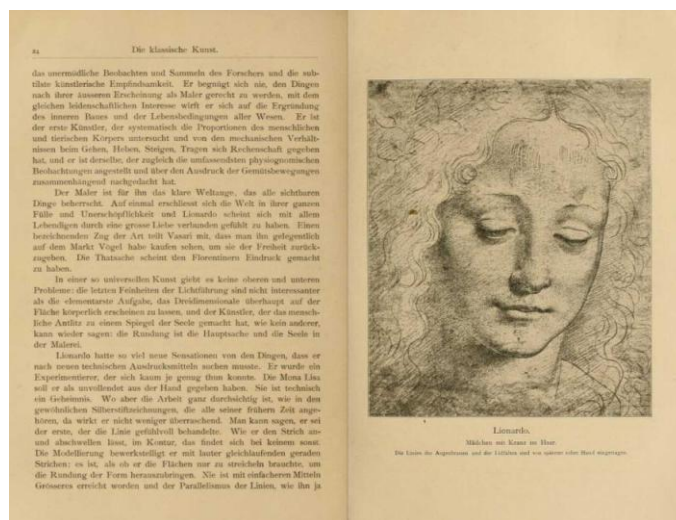 24
Die klassische Kunst.
das unermüdliche Beobachten und Sammeln des Forschers und die sub-
tilste künstlerische Empfindsamkeit. Er begnügt sich nie, den Dingen
nach ihrer äusseren Erscheinung als Maler gerecht zu werden, mit dem
gleichen leidenschaftlichen Interesse wirft er sich auf die Ergründung
des inneren Baues und der Lebensbedingungen aller Wesen. Er ist
der erste Künstler, der systematisch die Proportionen des menschlichen
und tierischen Körpers untersucht und von den mechanischen Verhält-
nissen beim Gehen, Heben, Steigen, Tragen sich Rechenschaft gegeben
hat, und er ist derselbe, der zugleich die umfassendsten physiognomischen
Beobachtungen angestellt und über den Ausdruck der Gemütsbewegungen
zusammenhängend nachgedacht hat.
Der Maler ist für ihn das klare Weltauge, das alle sichtbaren
Dinge beherrscht. Auf einmal erschliesst sich die Welt in ihrer ganzen
Fülle und Unerschöpflichkeit und Lionardo scheint sich mit allem
Lebendigen durch eine grosse Liebe verbunden gefühlt zu haben. Einen
bezeichnenden Zug der Art teilt Vasari mit, dass man ihn gelegentlich
auf dem Markt Vögel habe kaufen sehen, um sie der Freiheit zurück-
zugeben. Die Thatsache scheint den Florentinern Eindruck gemacht
zu haben.
In einer so universellen Kunst giebt es keine oberen und unteren
Probleme: die letzten Feinheiten der Lichtführung sind nicht interessanter
als die elementarste Aufgabe, das Dreidimensionale überhaupt auf der
Fläche körperlich erscheinen zu lassen, und der Künstler, der das mensch-
liche Antlitz zu einem Spiegel der Seele gemacht hat, wie kein anderer,
kann wieder sagen: die Rundung ist die Hauptsache und die Seele in
der Malerei.
Lionardo hatte so viel neue Sensationen von den Dingen, dass er
nach neuen technischen Ausdrucksmitteln suchen musste. Er wurde ein
Experimentierer, der sich kaum je genug thun konnte. Die Mona Lisa
soll er als unvollendet aus der Hand gegeben haben. Sie ist technisch
ein Geheimnis. Wo aber die Arbeit ganz durchsichtig ist, wie in den
gewöhnlichen Silberstiftzeichnungen, die alle seiner frühern Zeit ange-
hören, da wirkt er nicht weniger überraschend. Man kann sagen, er sei
der erste, der die Linie gefühlvoll behandelte. Wie er den Strich an-
und abschwellen lässt, im Kontur, das findet sich bei keinem sonst.
Die Modellierung bewerkstelligt er mit lauter gleichlaufenden geraden
Strichen; es ist, als ob er die Flächen nur zu streicheln brauchte, um
die Rundung der Form herauszubringen. Nie ist mit einfacheren Mitteln
Grösseres erreicht worden und der Parallelismus der Linien, wie ihn ja
Lionardo.
Mädchen mit Kranz im Haar.
Die Linien der Augenbrauen und der Lidfalten sind von späterer roher Hand eingetragen.